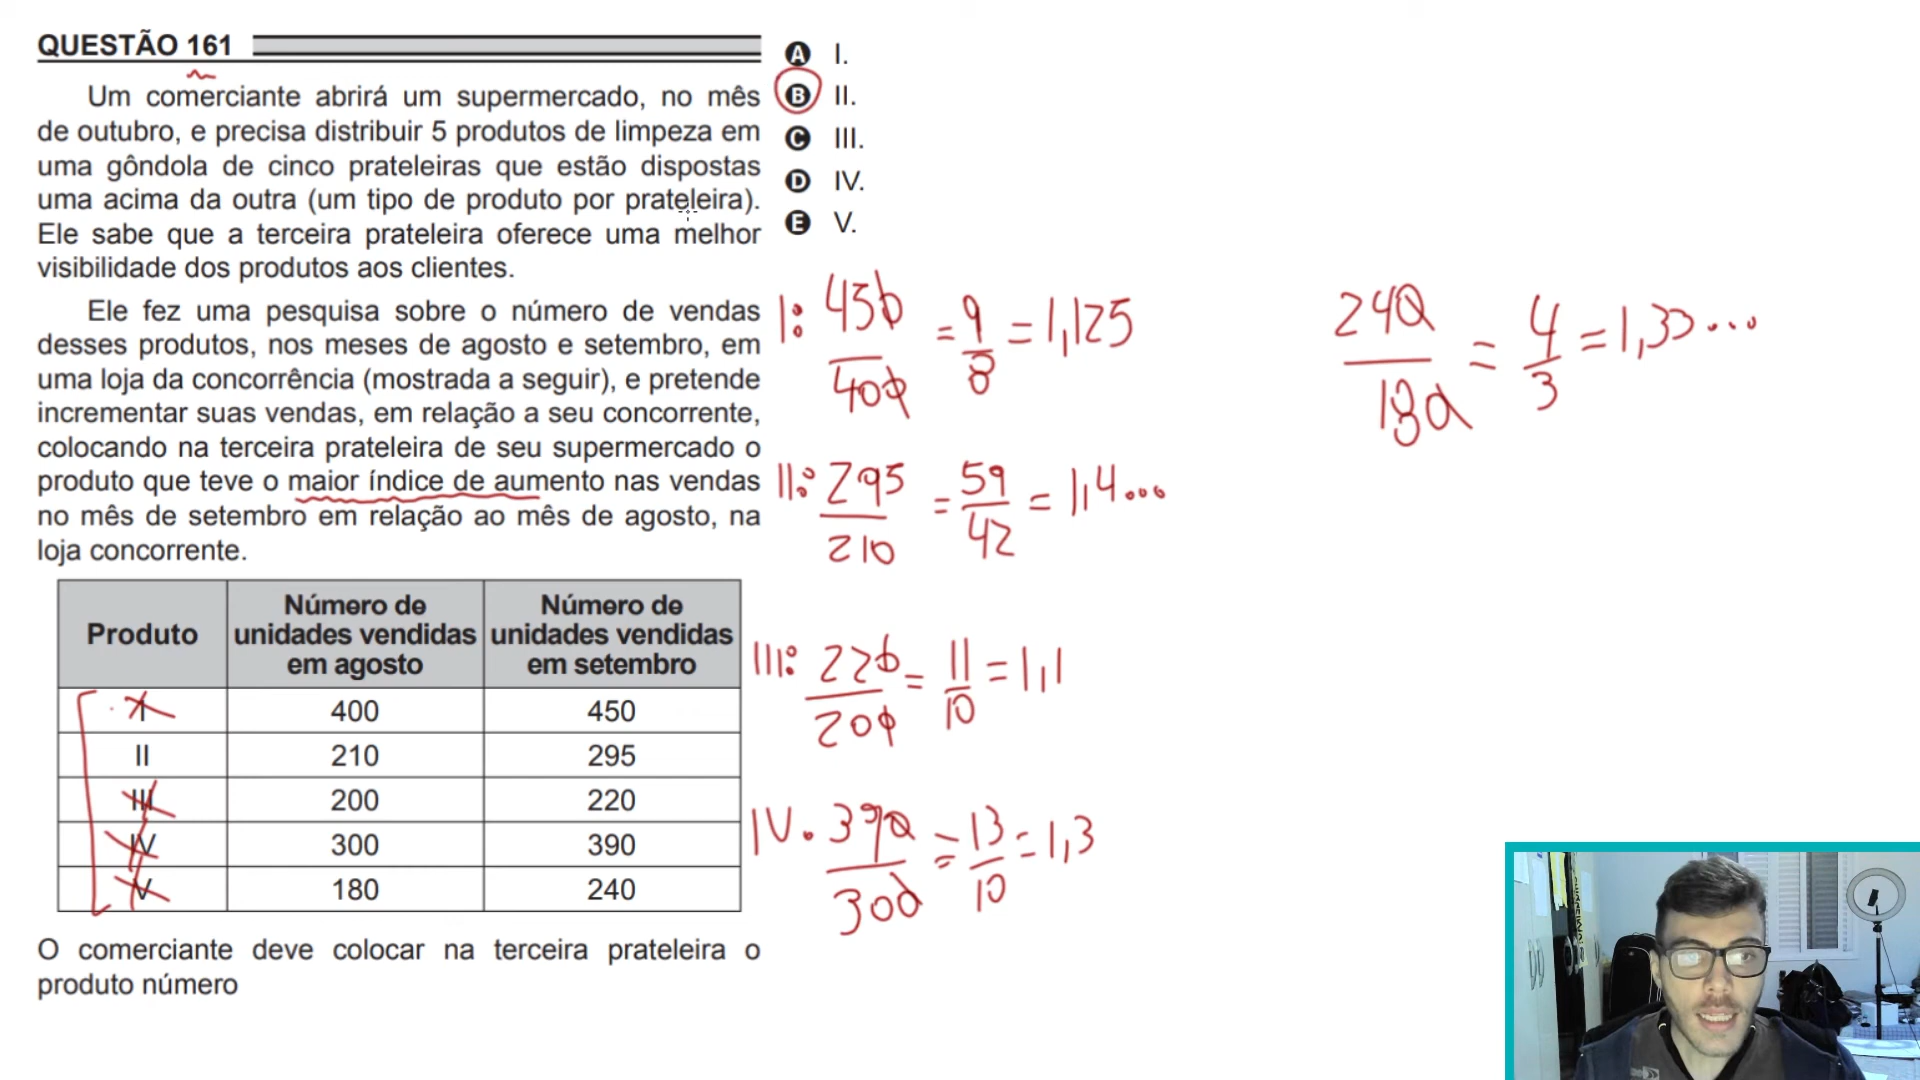 QUESTÃO 161
Um comerciante abrirá um supermercado, no mês
de outubro, e precisa distribuir 5 produtos de limpeza em
uma gôndola de cinco prateleiras que estão dispostas
uma acima da outra (um tipo de produto por prateleira).
Ele sabe que a terceira prateleira oferece uma melhor
visibilidade dos produtos aos clientes.
Ele fez uma pesquisa sobre o número de vendas
desses produtos, nos meses de agosto e setembro, em
uma loja da concorrência (mostrada a seguir), e pretende
incrementar suas vendas, em relação a seu concorrente,
colocando na terceira prateleira de seu supermercado o
produto que teve o maior índice de aumento nas vendas
no mês de setembro em relação ao mês de agosto, na
loja concorrente.
Produto | Número de unidades vendidas em agosto | Número de unidades vendidas em setembro
I 400 450
II 210 295
III 200 220
IV 300 390
V 180 240
O comerciante deve colocar na terceira prateleira o
produto número
A I.
B II.
C III.
D IV.
E V.
I: 450/400 = 9/8 = 1,125
II: 295/210 = 59/42 = 1,4...
III: 220/200 = 11/10 = 1,1
IV. 390/300 = 13/10 = 1,3
240/180 = 4/3 = 1,33...